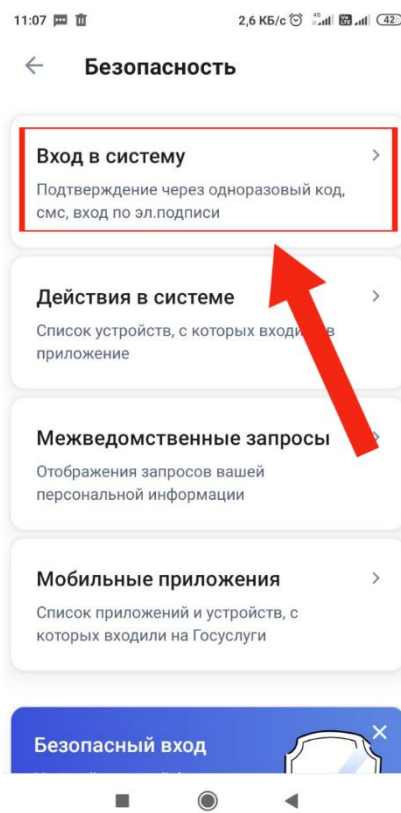 11:07 2,6 КБ/с 4G 42
Безопасность
Вход в систему
Подтверждение через одноразовый код,
смс, вход по эл.подписи
Действия в системе
Список устройств, с которых в
приложение
Межведомственные запросы
Отображения запросов вашей
персональной информации
Мобильные приложения
Список приложений и устройств, с
которых входили на Госуслуги
Безопасный вход